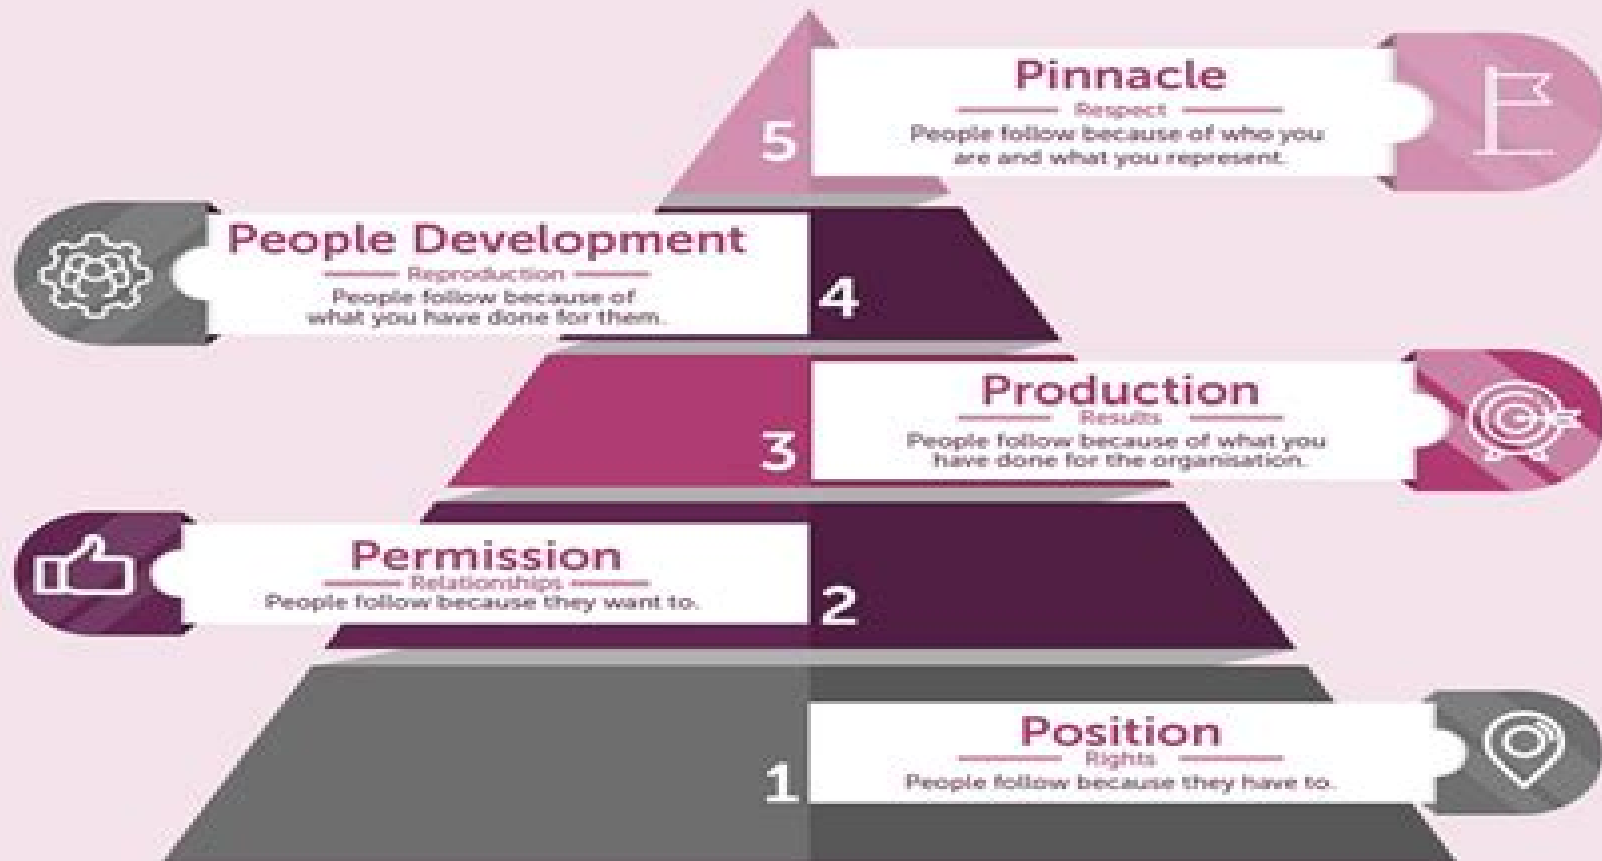 Pinnacle
Respect
People follow because of who you
are and what you represent.
5
People Development
Reproduction
People follow because of
what you have done for them.
4
Production
Results
People follow because of what you
have done for the organisation.
3
Permission
Relationships
People follow because they want to.
2
Position
Rights
People follow because they have to.
1